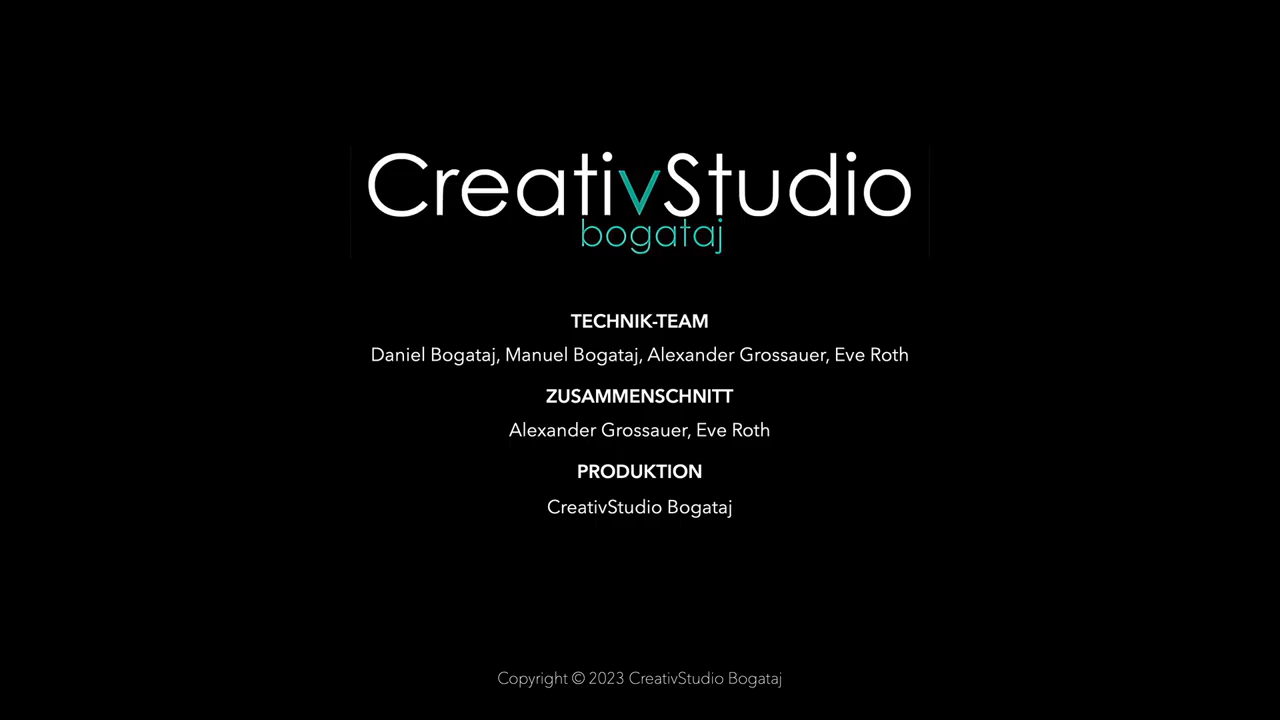 CreativStudio
bogataj
TECHNIK-TEAM
Daniel Bogataj, Manuel Bogataj, Alexander Grossauer, Eve Roth
ZUSAMMENSCHNITT
Alexander Grossauer, Eve Roth
PRODUKTION
CreativStudio Bogataj
Copyright © 2023 CreativStudio Bogataj